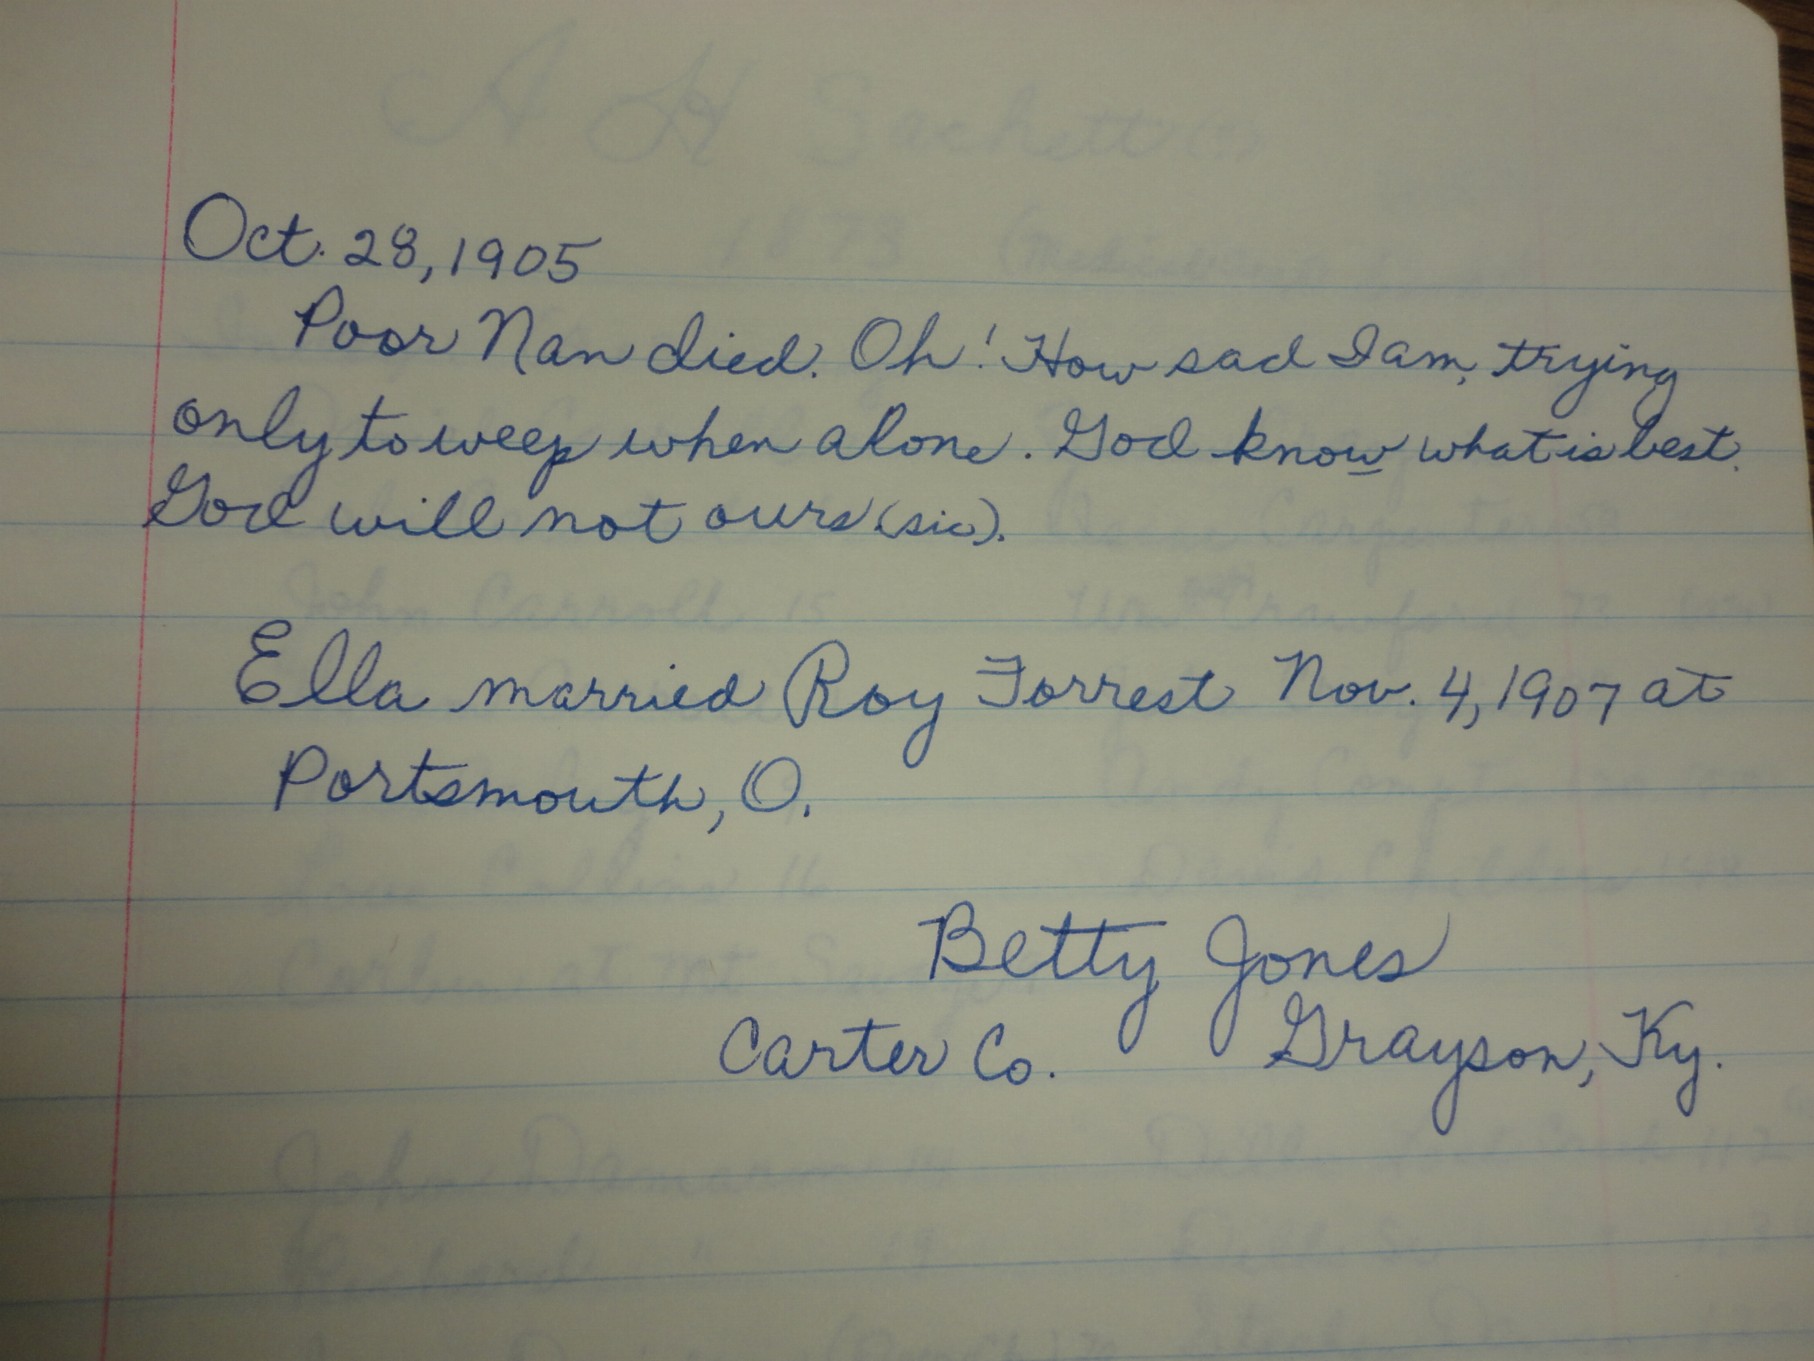 Oct. 28, 1905
Poor Nan died. Oh! How sad I am, trying
only to weep when alone. God know what is best.
God will not ours (sic).
Ella married Roy Forrest Nov. 4, 1907 at
Portsmouth, O.
Betty Jones
Carter Co. Grayson, Ky.